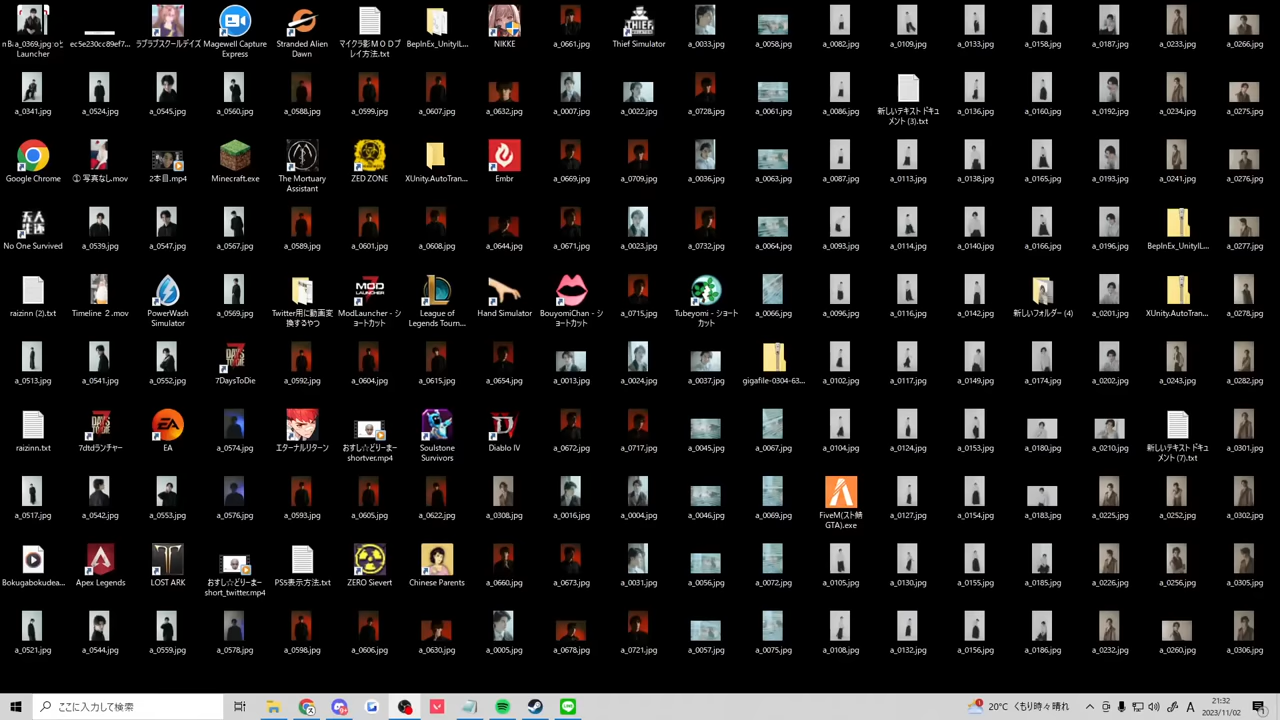 a_0369.jpg
Launcher
ec5e230cc89ef7...
ラブラブスクールデイズ
Magewell Capture
Express
Stranded Alien
Dawn
マイクラ影ＭＯＤプ
レイ方法.txt
BepInEx_UnityIL...
NIKKE
a_0661.jpg
Thief Simulator
a_0033.jpg
a_0058.jpg
a_0082.jpg
a_0109.jpg
a_0133.jpg
a_0158.jpg
a_0187.jpg
a_0233.jpg
a_0266.jpg
a_0341.jpg
a_0524.jpg
a_0545.jpg
a_0560.jpg
a_0588.jpg
a_0599.jpg
a_0607.jpg
a_0632.jpg
a_0007.jpg
a_0022.jpg
a_0728.jpg
a_0061.jpg
a_0086.jpg
新しいテキスト ドキュ
メント (3).txt
a_0136.jpg
a_0160.jpg
a_0192.jpg
a_0234.jpg
a_0275.jpg
Google Chrome
① 写真なし.mov
2本目.mp4
Minecraft.exe
The Mortuary
Assistant
ZED ZONE
XUnity.AutoTran...
Embr
a_0669.jpg
a_0709.jpg
a_0036.jpg
a_0063.jpg
a_0087.jpg
a_0113.jpg
a_0138.jpg
a_0165.jpg
a_0193.jpg
a_0241.jpg
a_0276.jpg
No One Survived
a_0539.jpg
a_0547.jpg
a_0567.jpg
a_0589.jpg
a_0601.jpg
a_0608.jpg
a_0644.jpg
a_0671.jpg
a_0023.jpg
a_0732.jpg
a_0064.jpg
a_0093.jpg
a_0114.jpg
a_0140.jpg
a_0166.jpg
a_0196.jpg
BepInEx_UnityIL...
a_0277.jpg
raizinn (2).txt
Timeline ２.mov
PowerWash
Simulator
a_0569.jpg
Twitter用に動画変
換するやつ
MOD
LAUNCHER
ModLauncher - シ
ョートカット
League of
Legends Tourn...
Hand Simulator
BouyomiChan - シ
ョートカット
a_0715.jpg
Tubeyomi - ショート
カット
a_0066.jpg
a_0096.jpg
a_0116.jpg
a_0142.jpg
新しいフォルダー (4)
a_0201.jpg
XUnity.AutoTran...
a_0278.jpg
a_0513.jpg
a_0541.jpg
a_0552.jpg
7DaysToDie
a_0592.jpg
a_0604.jpg
a_0615.jpg
a_0654.jpg
a_0013.jpg
a_0024.jpg
a_0037.jpg
gigafile-0304-63...
a_0102.jpg
a_0117.jpg
a_0149.jpg
a_0174.jpg
a_0202.jpg
a_0243.jpg
a_0282.jpg
raizinn.txt
7dtdランチャー
EA
a_0574.jpg
エターナルリターン
おすし☆どりーまー
shortver.mp4
Soulstone
Survivors
Diablo IV
a_0672.jpg
a_0717.jpg
a_0045.jpg
a_0067.jpg
a_0104.jpg
a_0124.jpg
a_0153.jpg
a_0180.jpg
a_0210.jpg
新しいテキスト ドキュ
メント (7).txt
a_0301.jpg
a_0517.jpg
a_0542.jpg
a_0553.jpg
a_0576.jpg
a_0593.jpg
a_0605.jpg
a_0622.jpg
a_0308.jpg
a_0016.jpg
a_0004.jpg
a_0046.jpg
a_0069.jpg
FiveM(スト鯖
GTA).exe
a_0127.jpg
a_0154.jpg
a_0183.jpg
a_0225.jpg
a_0252.jpg
a_0302.jpg
Bokugabokudea...
Apex Legends
LOST ARK
おすし☆どりーまー
short_twitter.mp4
PS5表示方法.txt
ZERO Sievert
Chinese Parents
a_0660.jpg
a_0673.jpg
a_0031.jpg
a_0056.jpg
a_0072.jpg
a_0105.jpg
a_0130.jpg
a_0155.jpg
a_0185.jpg
a_0226.jpg
a_0256.jpg
a_0305.jpg
a_0521.jpg
a_0544.jpg
a_0559.jpg
a_0578.jpg
a_0598.jpg
a_0606.jpg
a_0630.jpg
a_0005.jpg
a_0678.jpg
a_0721.jpg
a_0057.jpg
a_0075.jpg
a_0108.jpg
a_0132.jpg
a_0156.jpg
a_0186.jpg
a_0232.jpg
a_0260.jpg
a_0306.jpg
ここに入力して検索
20°C くもり時々晴れ
A
21:32
2023/11/02